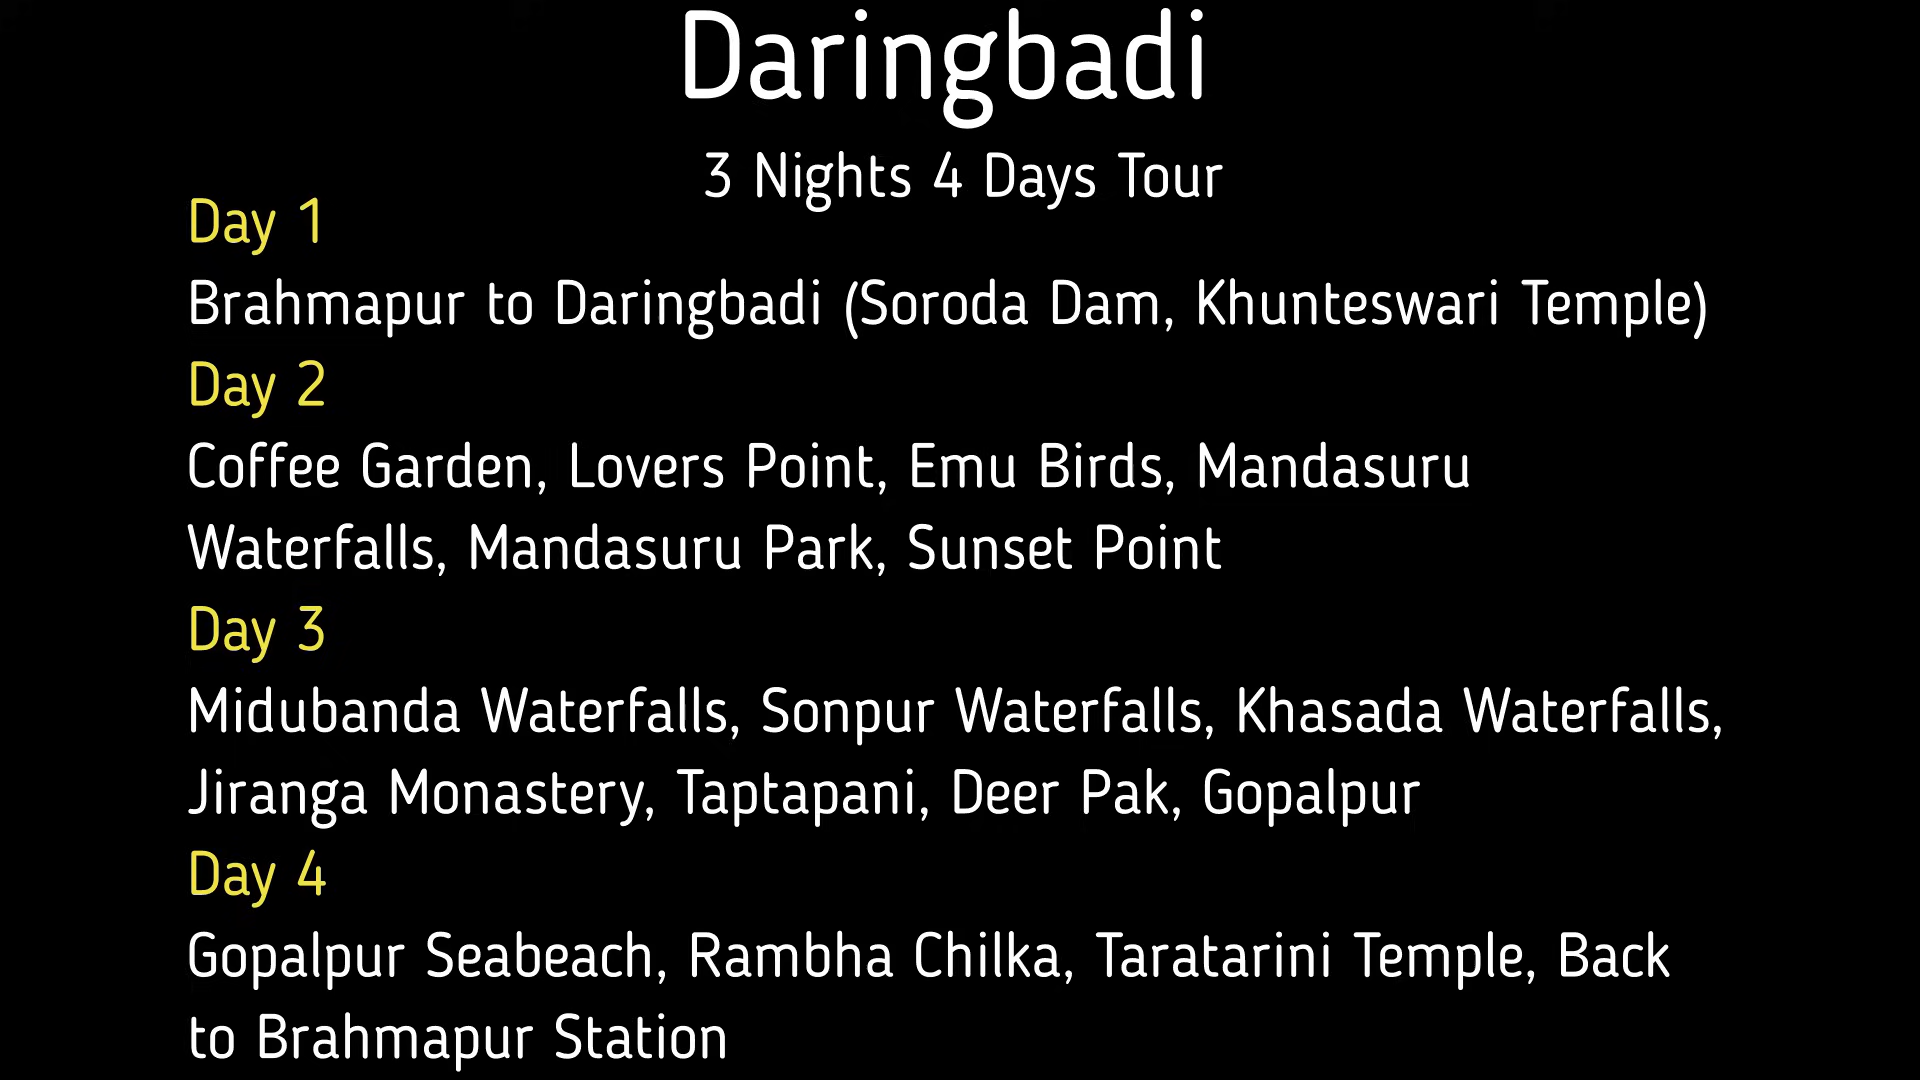 Daringbadi
3 Nights 4 Days Tour
Day 1
Brahmapur to Daringbadi (Soroda Dam, Khunteswari Temple)
Day 2
Coffee Garden, Lovers Point, Emu Birds, Mandasuru
Waterfalls, Mandasuru Park, Sunset Point
Day 3
Midubanda Waterfalls, Sonpur Waterfalls, Khasada Waterfalls,
Jiranga Monastery, Taptapani, Deer Pak, Gopalpur
Day 4
Gopalpur Seabeach, Rambha Chilka, Taratarini Temple, Back
to Brahmapur Station